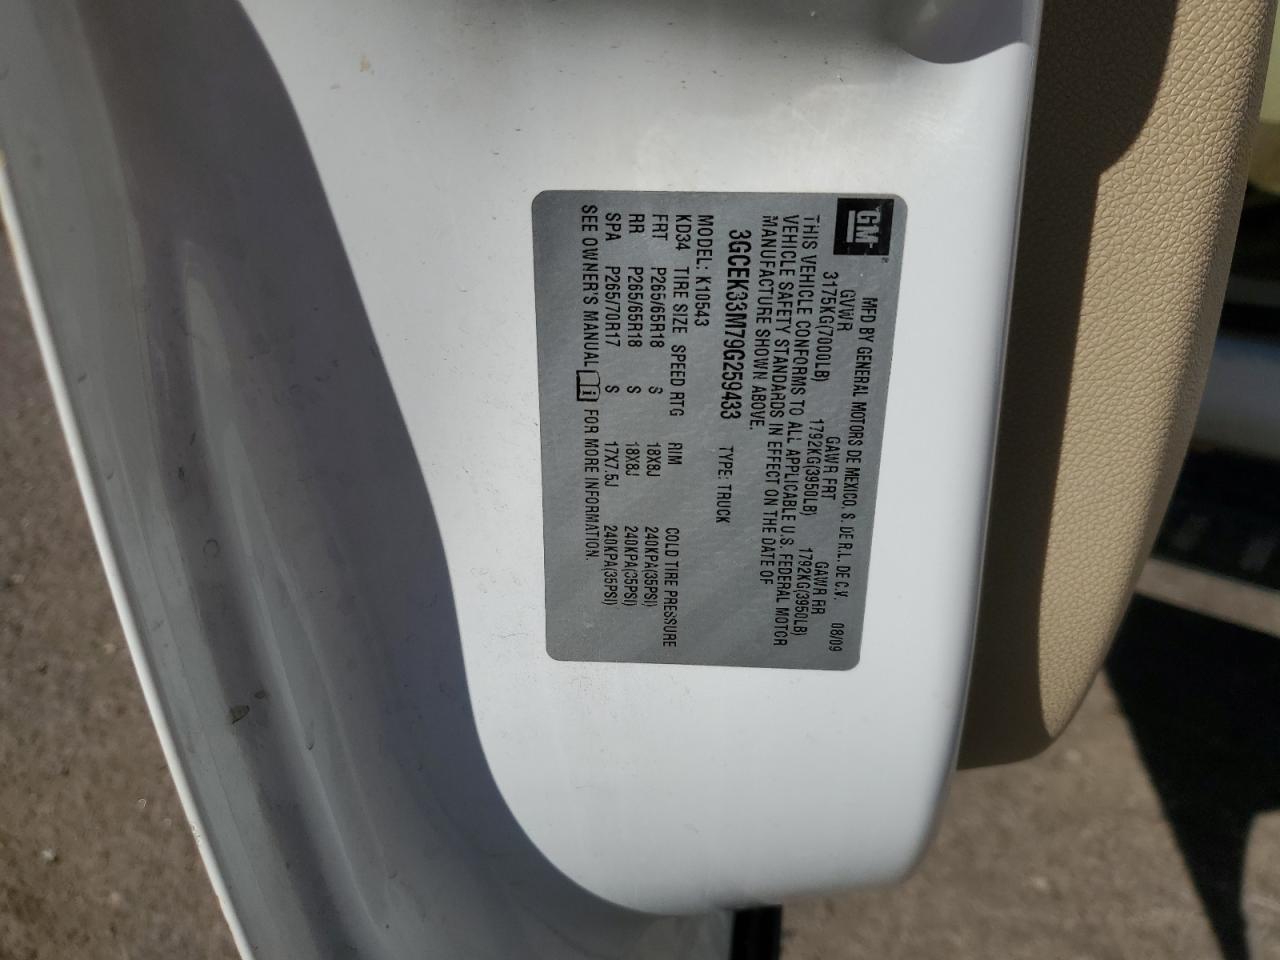 GM
MFD BY GENERAL MOTORS DE MEXICO, S. DE R.L. DE C.V.
GVWR GAWR FRT GAWR RR 08/09
3175KG(7000LB) 1792KG(3950LB) 1792KG(3950LB)
THIS VEHICLE CONFORMS TO ALL APPLICABLE U.S. FEDERAL MOTOR
VEHICLE SAFETY STANDARDS IN EFFECT ON THE DATE OF
MANUFACTURE SHOWN ABOVE.
3GCEK33M79G259433 TYPE: TRUCK
MODEL: K10543
KD34 TIRE SIZE SPEED RTG RIM COLD TIRE PRESSURE
FRT P265/65R18 S 18X8J 240KPA(35PSI)
RR P265/65R18 S 18X8J 240KPA(35PSI)
SPA P265/70R17 S 17X7.5J 240KPA(35PSI)
SEE OWNER'S MANUAL i FOR MORE INFORMATION.